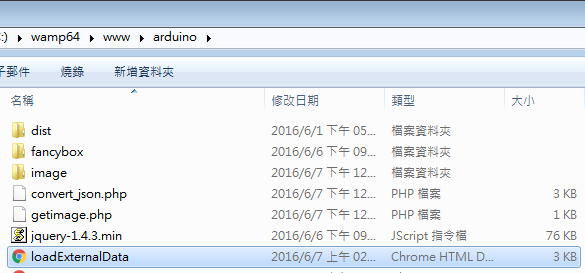 :) ▸ wamp64 ▸ www ▸ arduino ▸
子郵件 燒錄 新增資料夾
名稱 修改日期 類型 大小
dist 2016/6/1 下午 05... 檔案資料夾
fancybox 2016/6/6 下午 09... 檔案資料夾
image 2016/6/7 下午 12... 檔案資料夾
convert_json.php 2016/6/7 下午 12... PHP 檔案 3 KB
getimage.php 2016/6/7 下午 12... PHP 檔案 1 KB
jquery-1.4.3.min 2016/6/6 下午 09... JScript 指令檔 76 KB
loadExternalData 2016/6/7 上午 02... Chrome HTML D... 3 KB